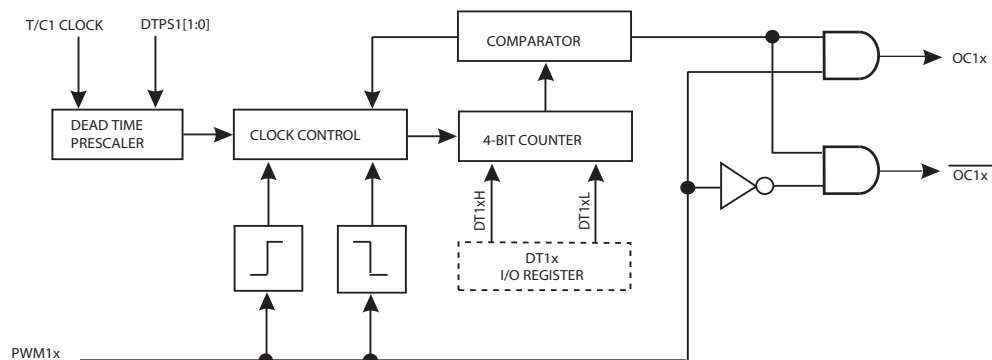 T/C1 CLOCK
DTPS1[1:0]
COMPARATOR
OC1x
DEAD TIME
PRESCALER
CLOCK CONTROL
4-BIT COUNTER
OC1x
DT1xH
DT1xL
DT1x
I/O REGISTER
PWM1x